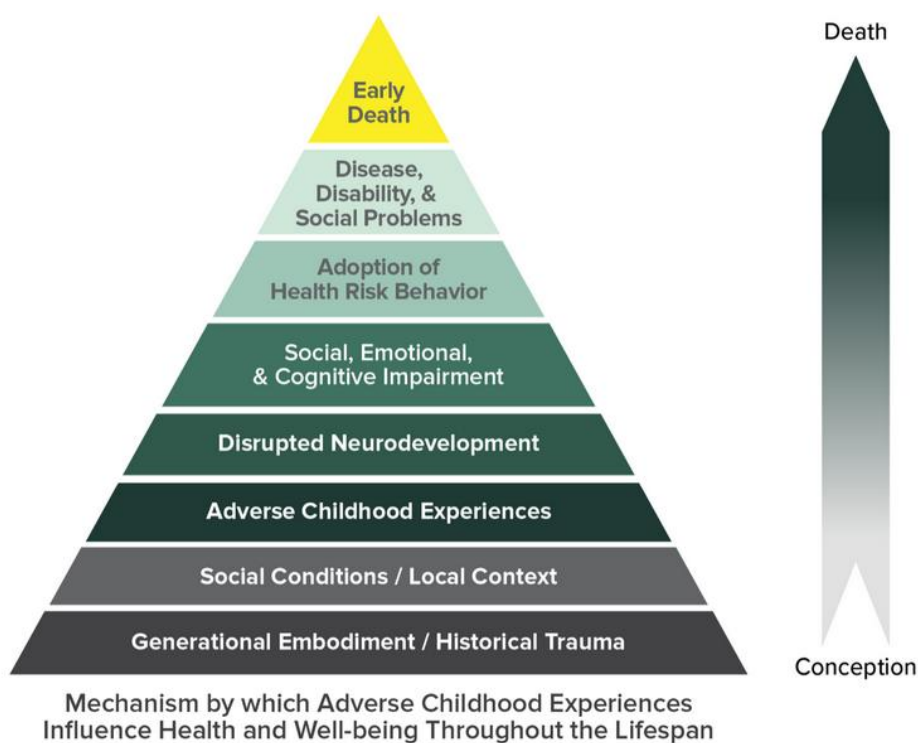 Death
Early
Death
Disease,
Disability, &
Social Problems
Adoption of
Health Risk Behavior
Social, Emotional,
& Cognitive Impairment
Disrupted Neurodevelopment
Adverse Childhood Experiences
Social Conditions / Local Context
Generational Embodiment / Historical Trauma
Conception
Mechanism by which Adverse Childhood Experiences
Influence Health and Well-being Throughout the Lifespan